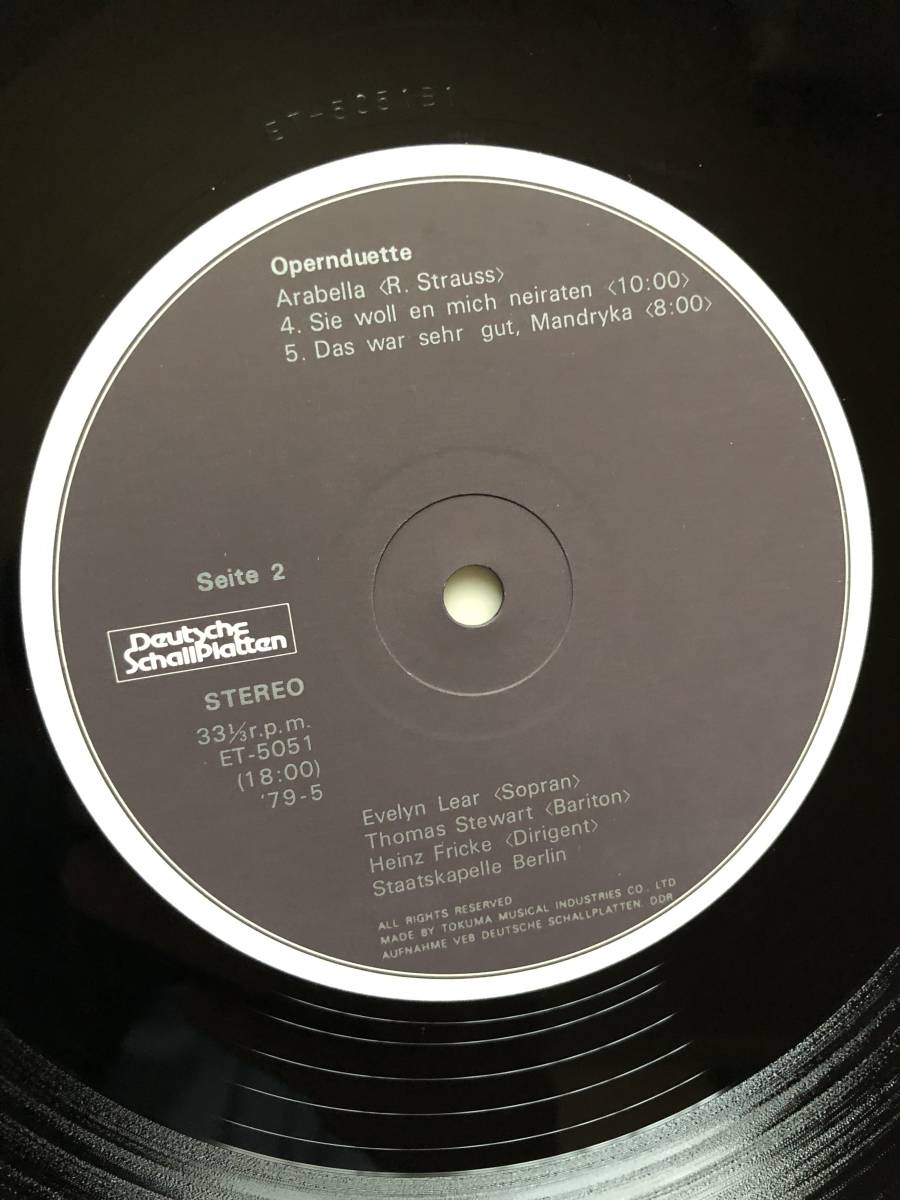 ET-5051B1
Opernduette
Arabella 〈R. Strauss〉
4. Sie woll en mich neiraten 〈10:00〉
5. Das war sehr gut, Mandryka 〈8:00〉
Seite 2
Deutsche
SchallPlatten
STEREO
33⅓r.p.m.
ET-5051
(18:00)
'79-5
Evelyn Lear 〈Sopran〉
Thomas Stewart 〈Bariton〉
Heinz Fricke 〈Dirigent〉
Staatskapelle Berlin
ALL RIGHTS RESERVED
MADE BY TOKUMA MUSICAL INDUSTRIES CO. LTD
AUFNAHME VEB DEUTSCHE SCHALLPLATTEN. DDR